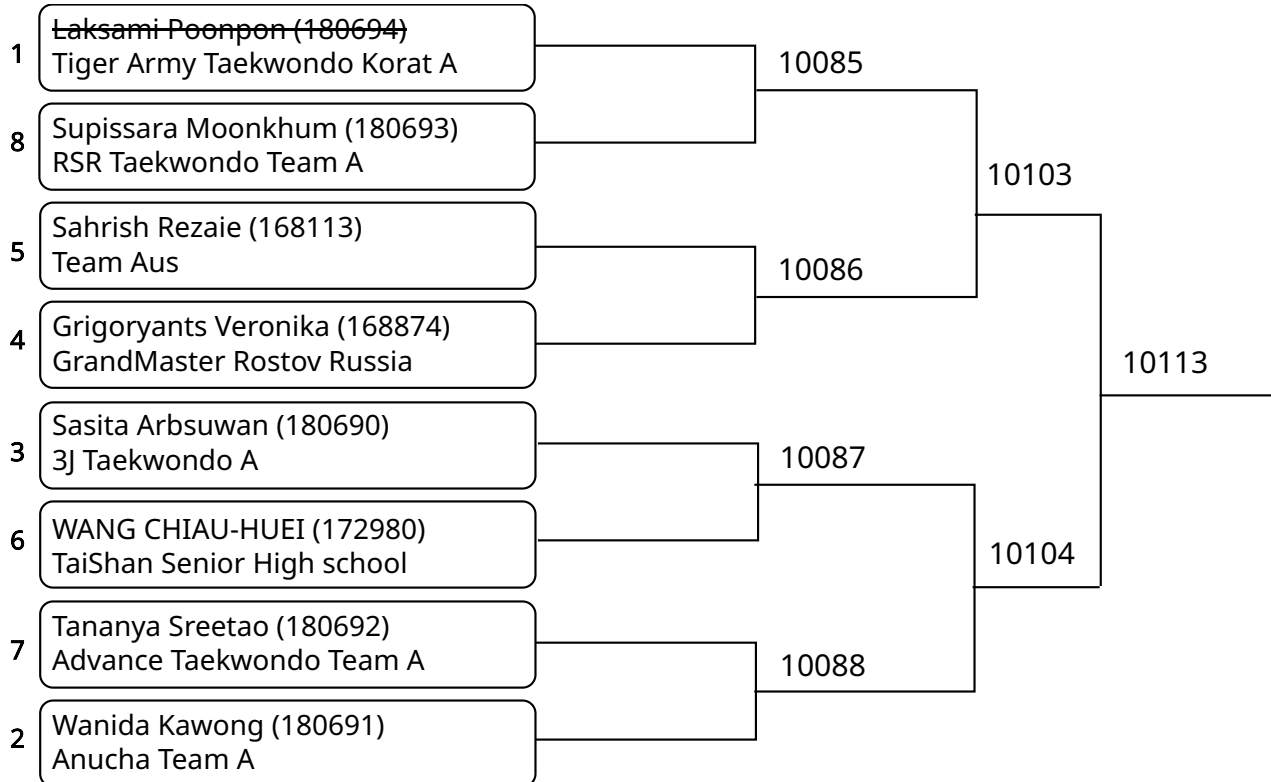 1
Laksami Poonpon (180694)
Tiger Army Taekwondo Korat A
10085
8
Supissara Moonkhum (180693)
RSR Taekwondo Team A
10103
5
Sahrish Rezaie (168113)
Team Aus
10086
4
Grigoryants Veronika (168874)
GrandMaster Rostov Russia
10113
3
Sasita Arbsuwan (180690)
3J Taekwondo A
10087
6
WANG CHIAU-HUEI (172980)
TaiShan Senior High school
10104
7
Tananya Sreetao (180692)
Advance Taekwondo Team A
10088
2
Wanida Kawong (180691)
Anucha Team A